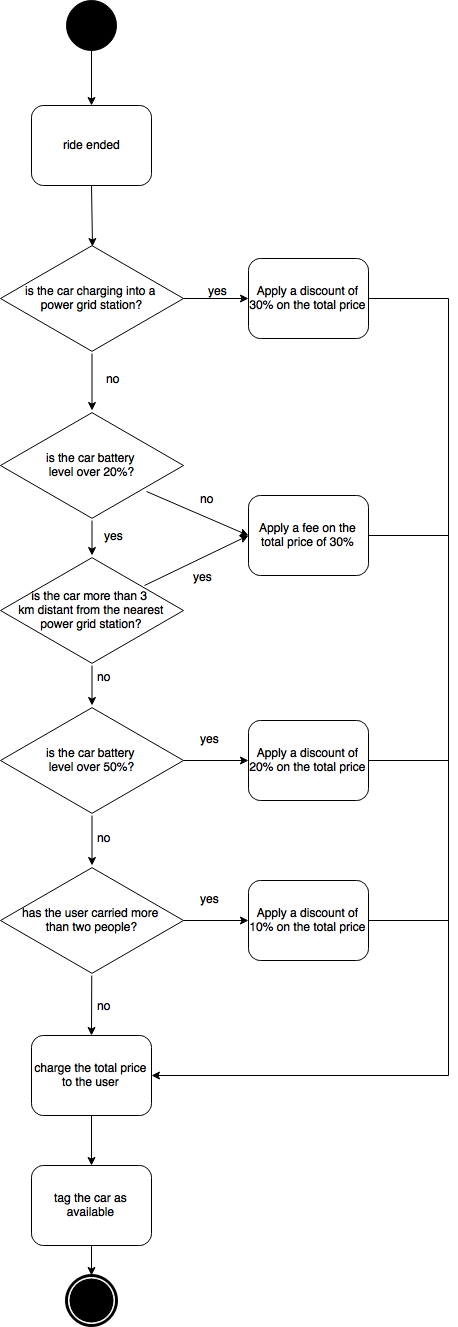 ride ended
is the car charging into a
power grid station?
yes
Apply a discount of
30% on the total price
no
is the car battery
level over 20%?
no
yes
Apply a fee on the
total price of 30%
is the car more than 3
km distant from the nearest
power grid station?
yes
no
is the car battery
level over 50%?
yes
Apply a discount of
20% on the total price
no
has the user carried more
than two people?
yes
Apply a discount of
10% on the total price
no
charge the total price
to the user
tag the car as
available